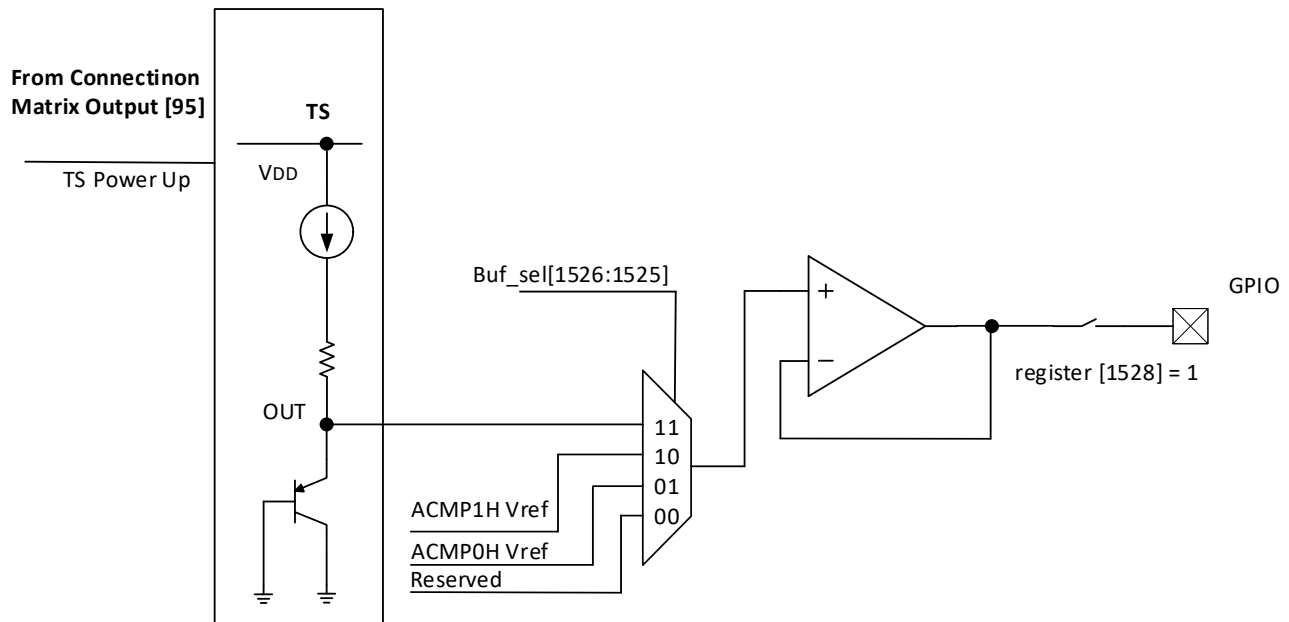 From Connectinon
Matrix Output [95]
TS Power Up
TS
VDD
OUT
Buf_sel[1526:1525]
11
10
01
00
ACMP1H Vref
ACMP0H Vref
Reserved
+
−
GPIO
register [1528] = 1